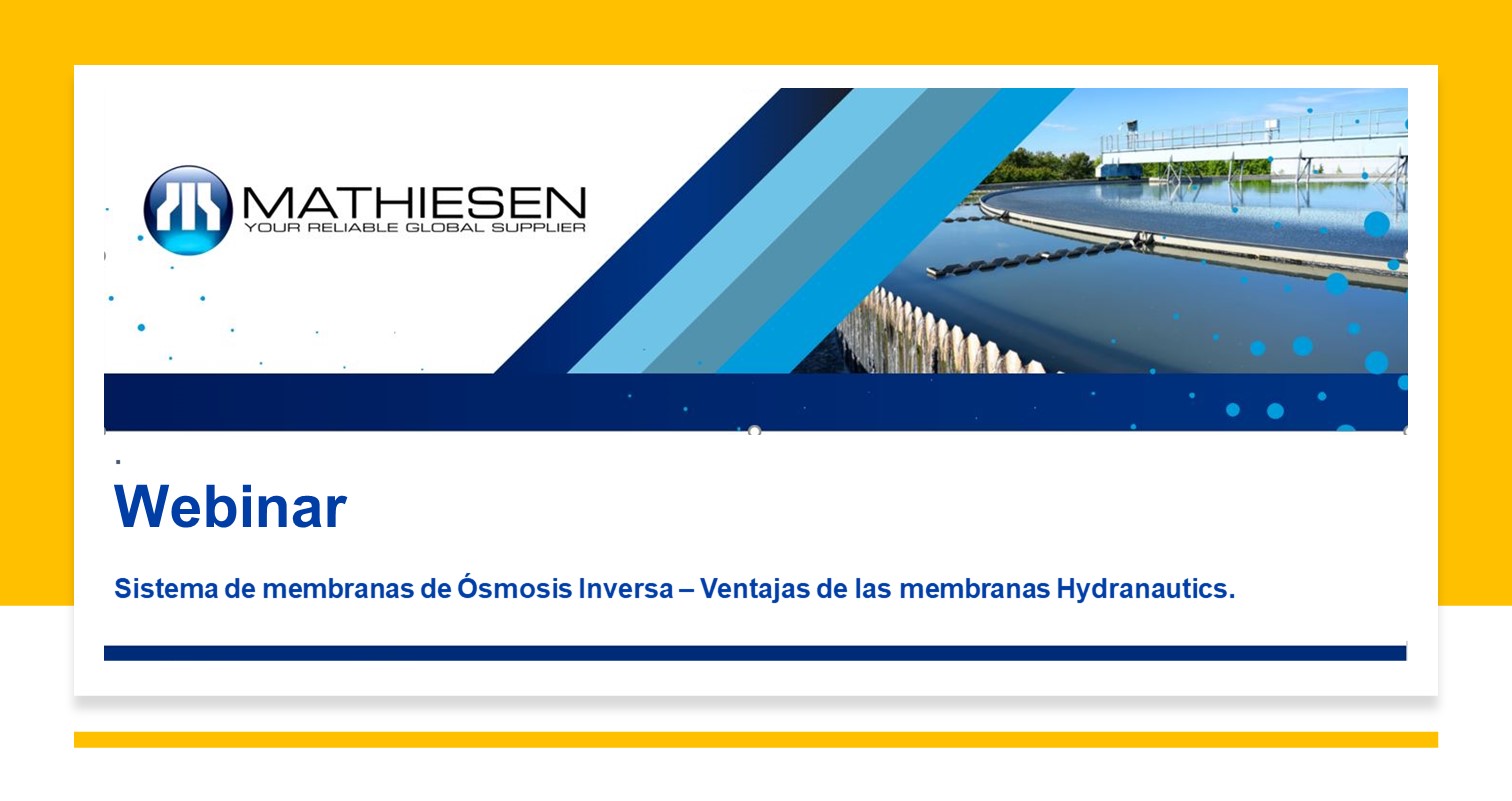 MATHIESEN
YOUR RELIABLE GLOBAL SUPPLIER
.
Webinar
Sistema de membranas de Ósmosis Inversa – Ventajas de las membranas Hydranautics.